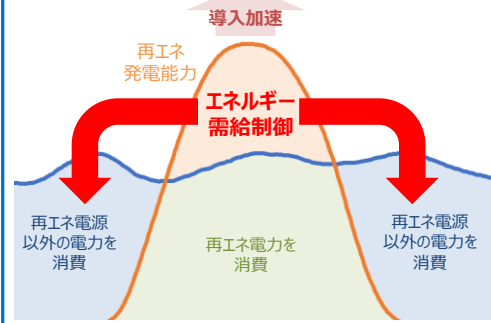 導入加速
再エネ
発電能力
エネルギー
需給制御
再エネ電源
以外の電力を
消費
再エネ電力を
消費
再エネ電源
以外の電力を
消費